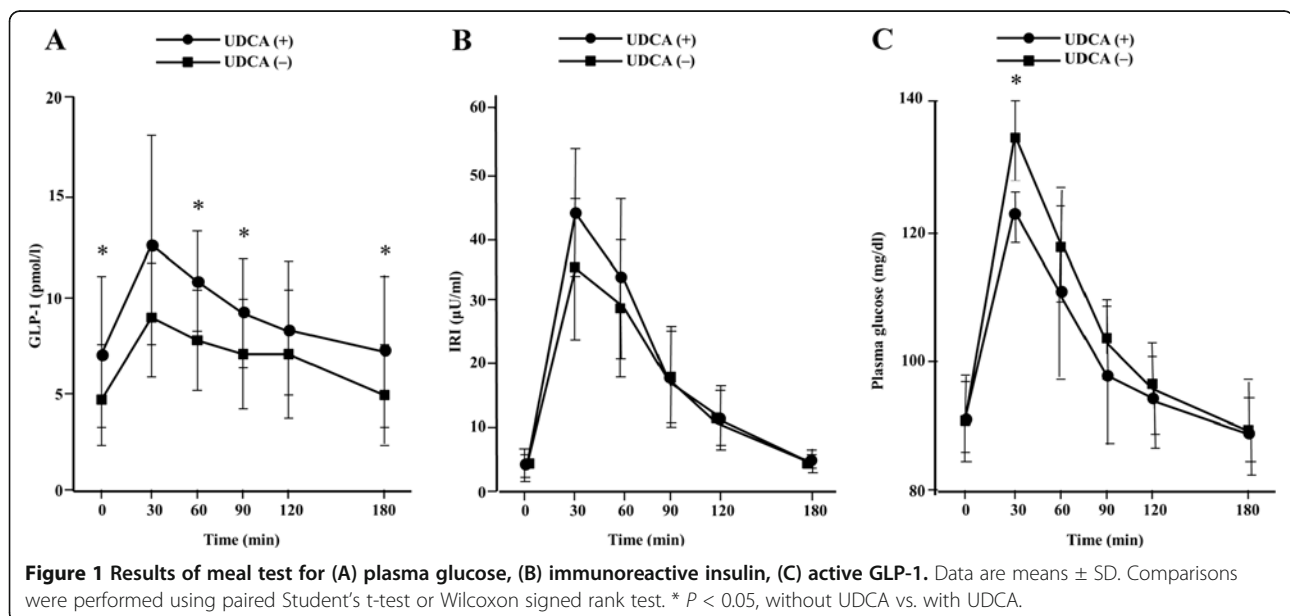 A
UDCA (+)
UDCA (–)
GLP-1 (pmol/l)
20
15
10
5
0
0 30 60 90 120 180
Time (min)
* * * *
B
UDCA (+)
UDCA (–)
IRI (μU/ml)
60
50
40
30
20
10
0
0 30 60 90 120 180
Time (min)
C
UDCA (+)
UDCA (–)
Plasma glucose (mg/dl)
140
120
100
80
0 30 60 90 120 180
Time (min)
*
Figure 1 Results of meal test for (A) plasma glucose, (B) immunoreactive insulin, (C) active GLP-1. Data are means ± SD. Comparisons
were performed using paired Student's t-test or Wilcoxon signed rank test. * P < 0.05, without UDCA vs. with UDCA.